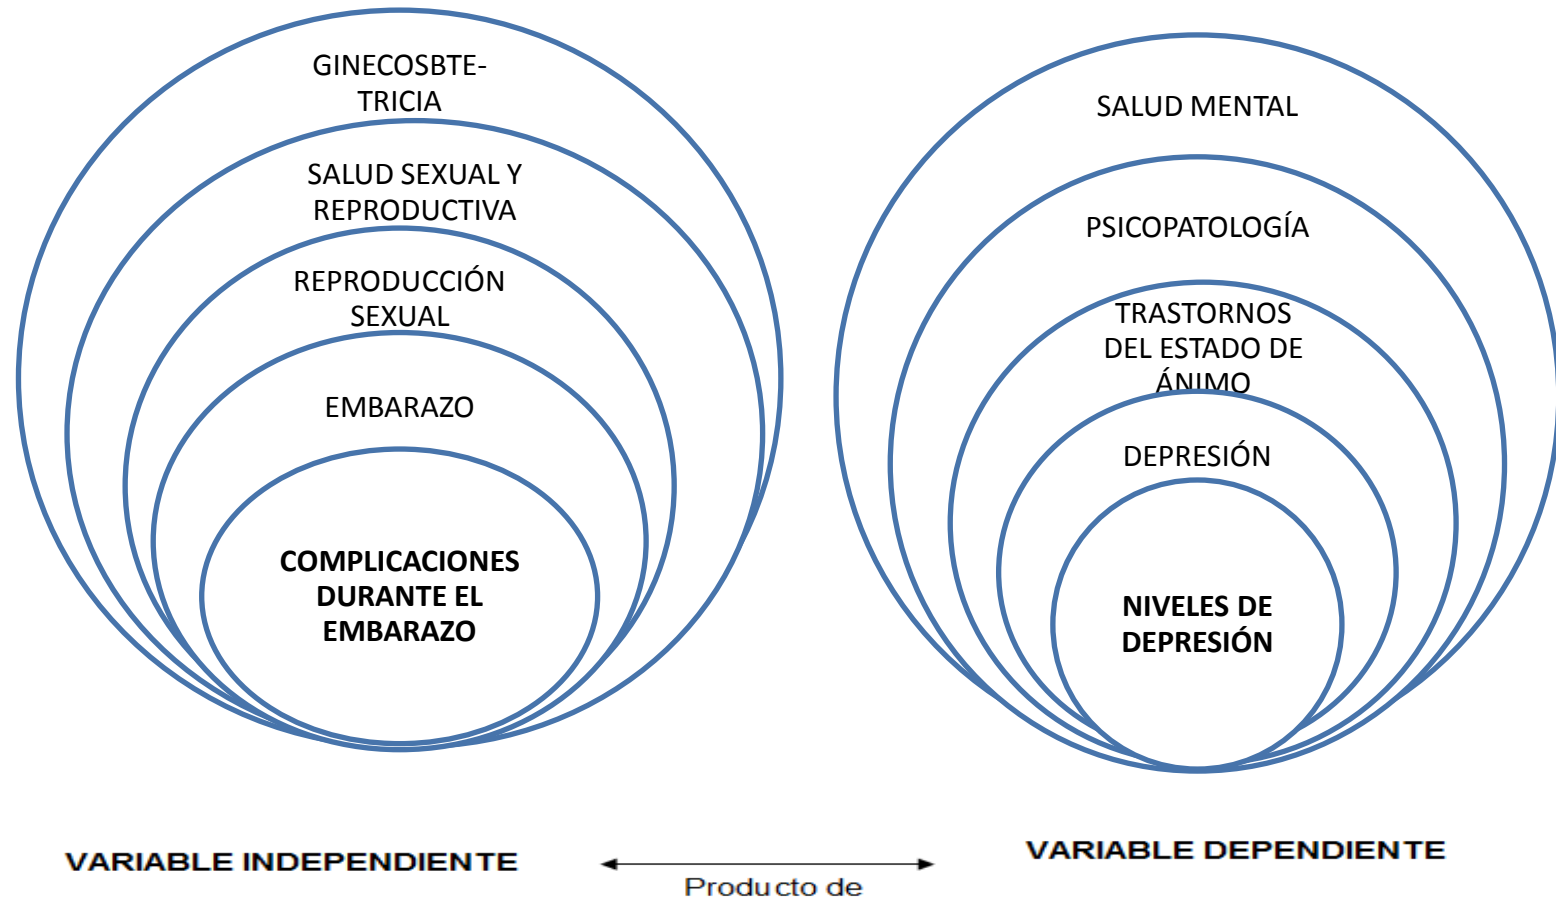 GINECOSBTE-
TRICIA
SALUD SEXUAL Y
REPRODUCTIVA
REPRODUCCIÓN
SEXUAL
EMBARAZO
COMPLICACIONES
DURANTE EL
EMBARAZO
SALUD MENTAL
PSICOPATOLOGÍA
TRASTORNOS
DEL ESTADO DE
ÁNIMO
DEPRESIÓN
NIVELES DE
DEPRESIÓN
VARIABLE INDEPENDIENTE
Producto de
VARIABLE DEPENDIENTE